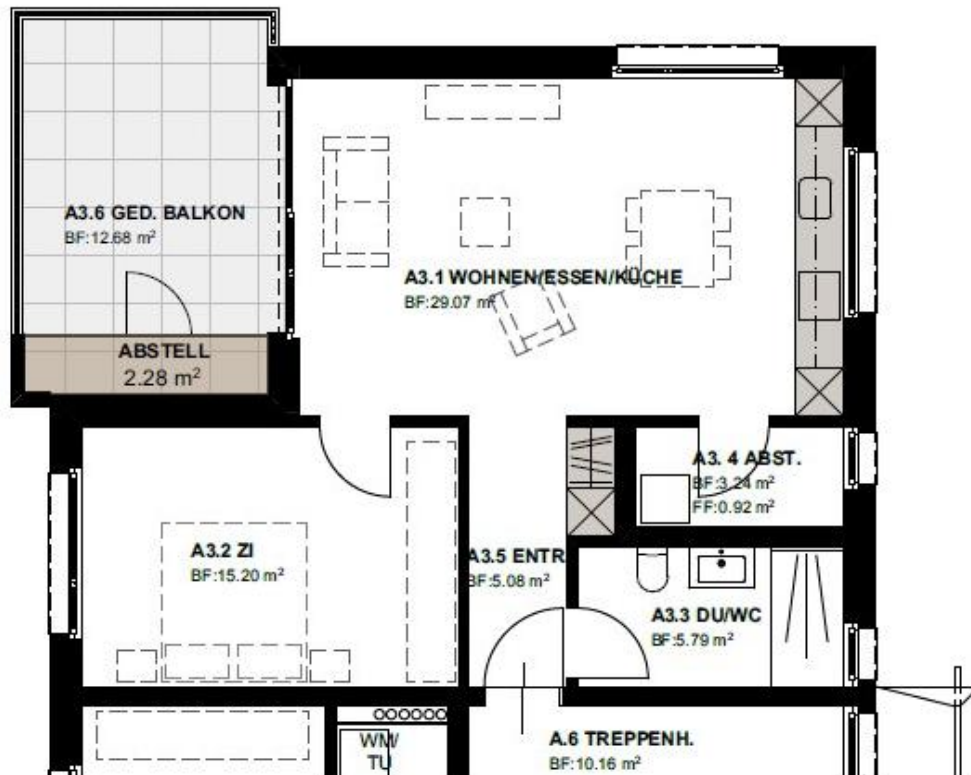 A3.6 GED. BALKON
BF:12.68 m²
A3.1 WOHNEN/ESSEN/KÜCHE
BF:29.07 m²
ABSTELL
2.28 m²
A3. 4 ABST.
BF:3.24 m²
FF:0.92 m²
A3.2 ZI
BF:15.20 m²
A3.5 ENTR
BF:5.08 m²
A3.3 DU/WC
BF:5.79 m²
WM/
TU
A.6 TREPPENH.
BF:10.16 m²